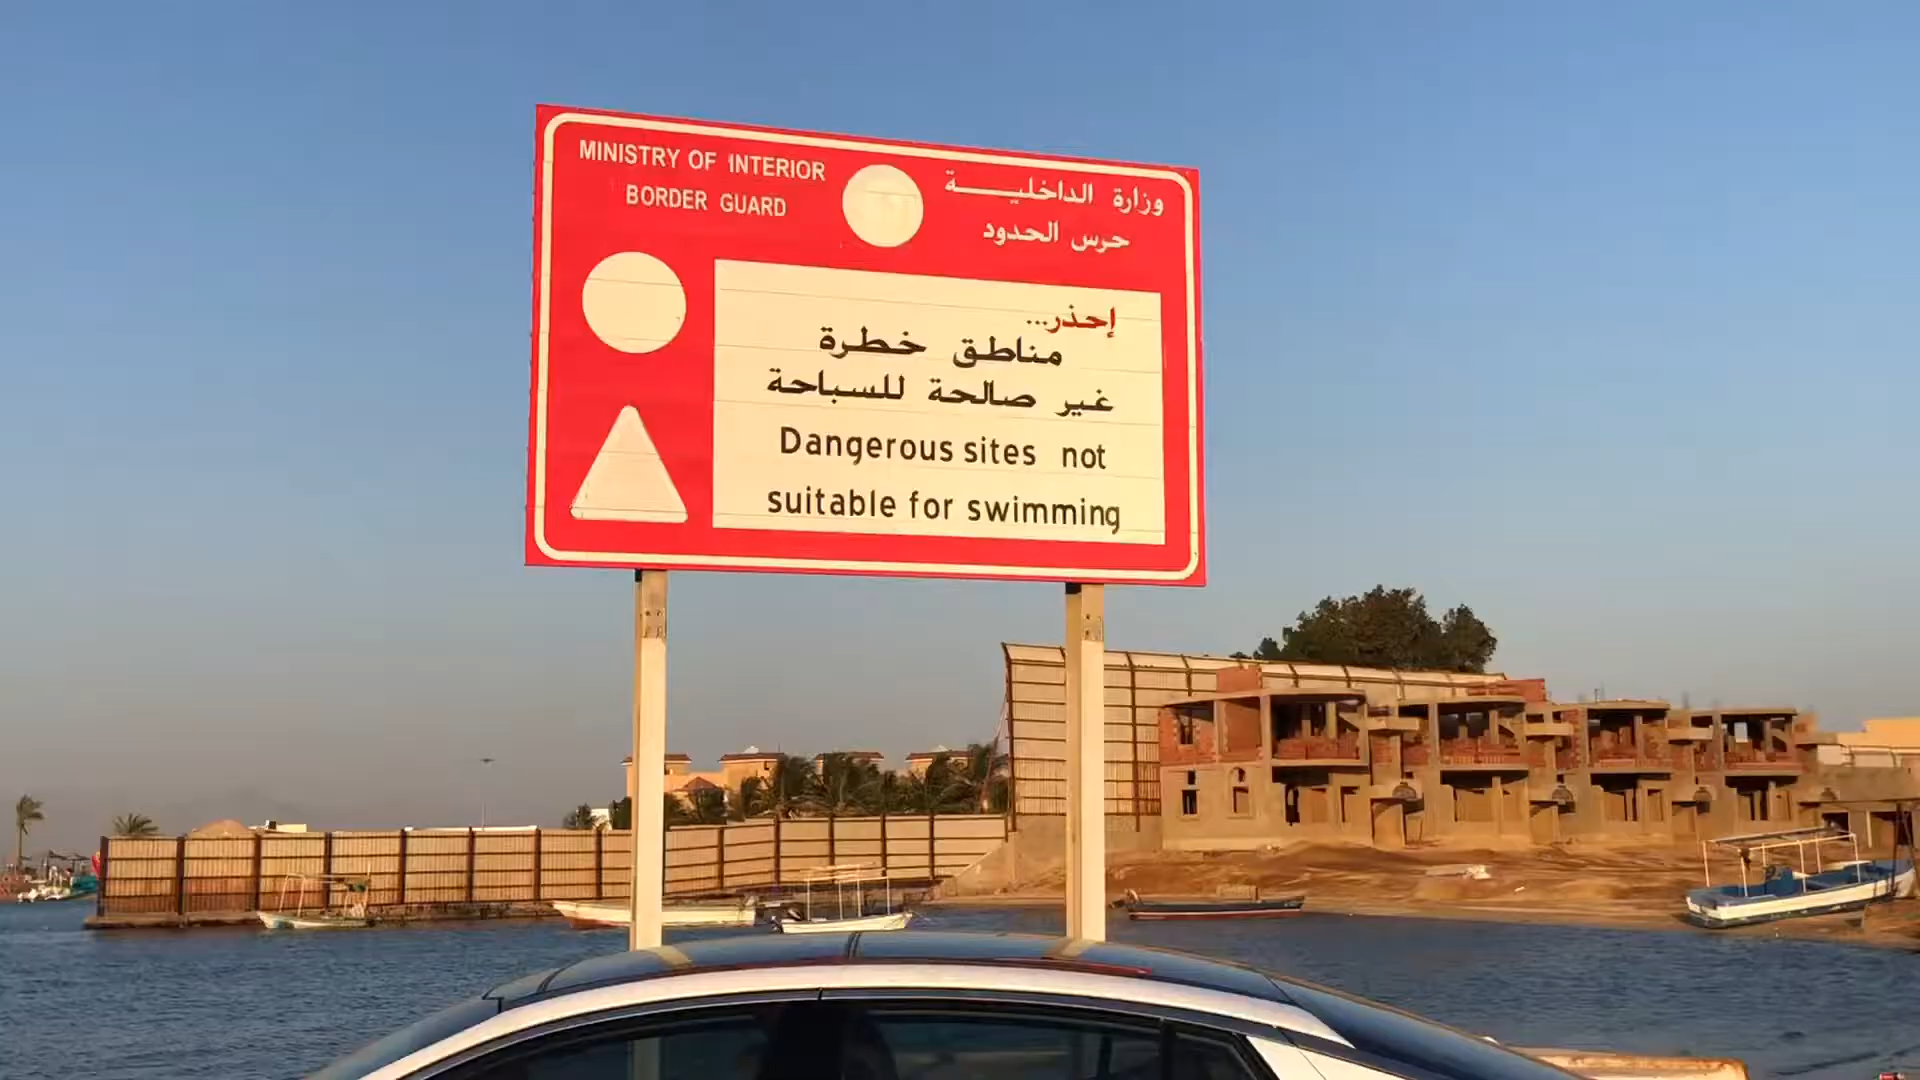 MINISTRY OF INTERIOR
BORDER GUARD
وزارة الداخليـــــة
حرس الحدود
إحذر...
مناطق خطرة
غير صالحة للسباحة
Dangerous sites not
suitable for swimming